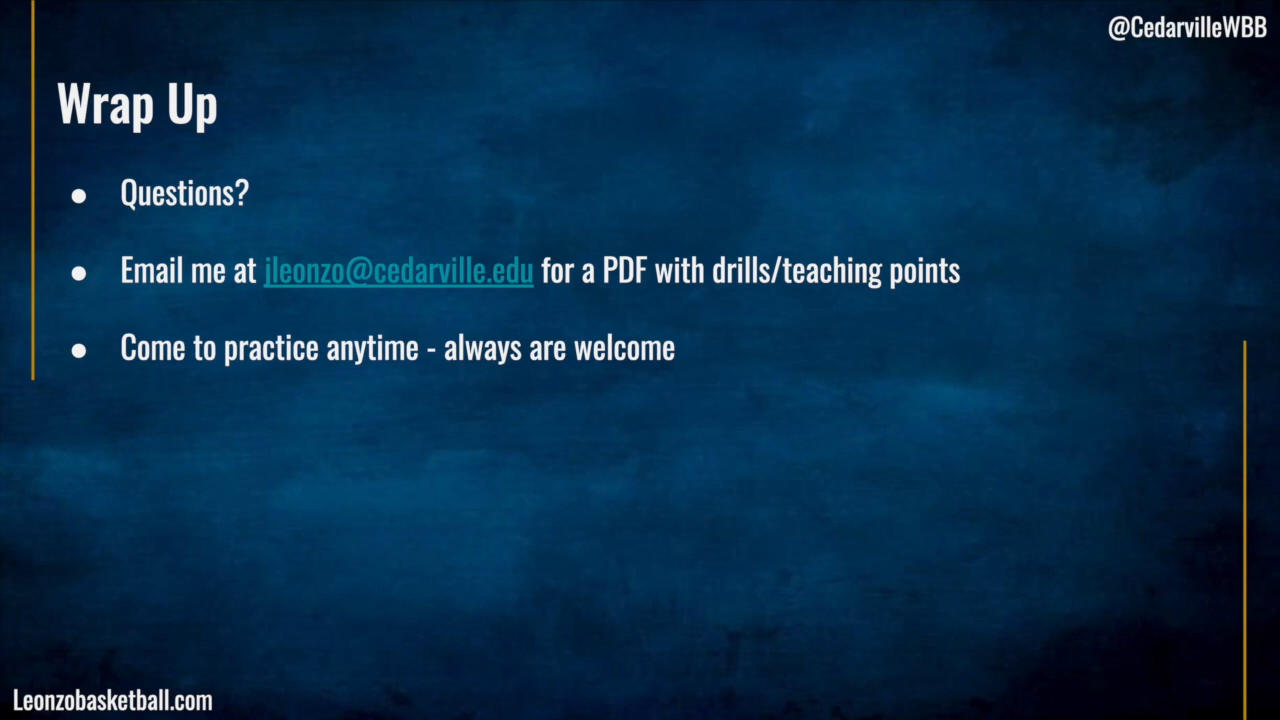 @CedarvilleWBB
Wrap Up
● Questions?
● Email me at jleonzo@cedarville.edu for a PDF with drills/teaching points
● Come to practice anytime - always are welcome
Leonzobasketball.com